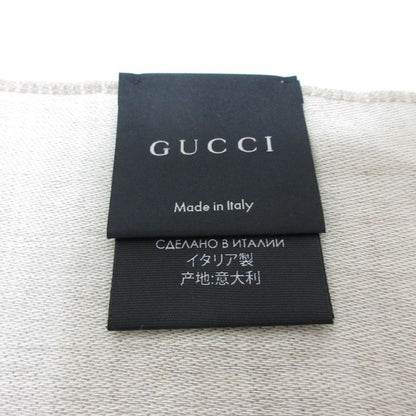 GUCCI
Made in Italy
СДЕЛАНО В ИТАЛИИ
イタリア製
产地:意大利